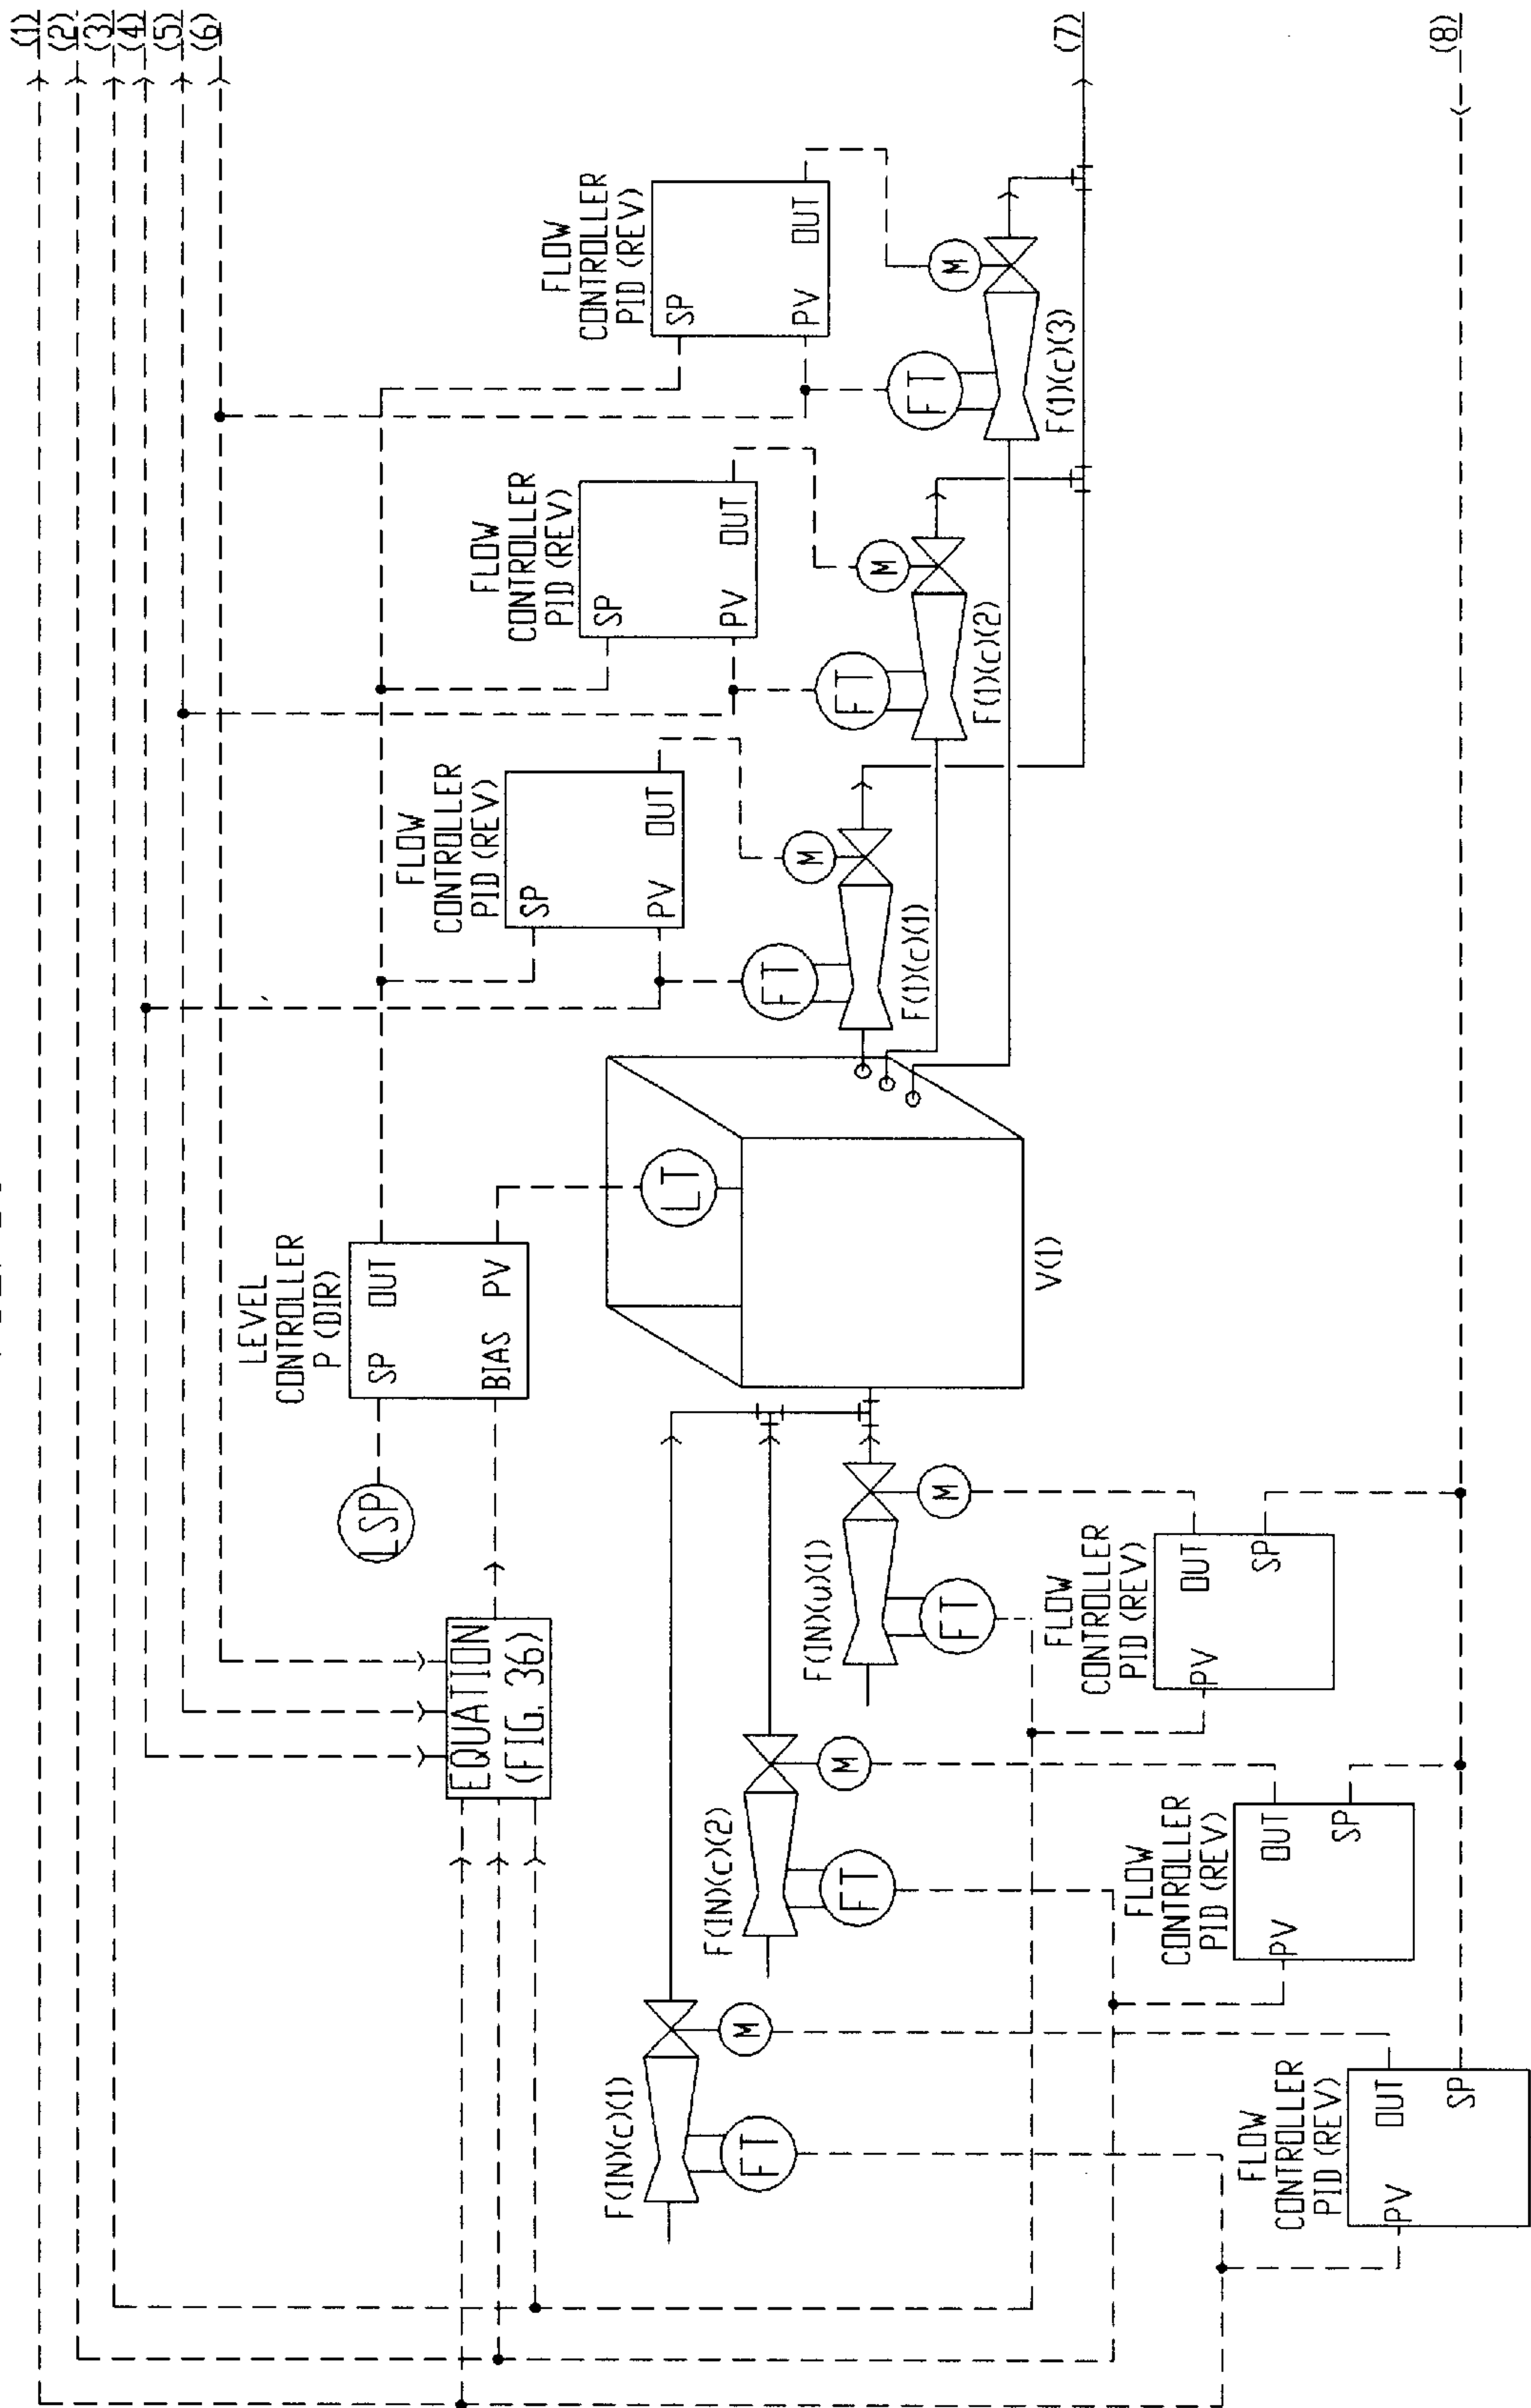 (1)
(2)
(3)
(4)
(5)
(6)
(7)
(8)
FLOW
CONTROLLER
PID (REV)
SP
PV
OUT
M
FT
F(1)(c)(3)
FLOW
CONTROLLER
PID (REV)
SP
PV
OUT
M
FT
F(1)(c)(2)
FLOW
CONTROLLER
PID (REV)
SP
PV
OUT
M
FT
F(1)(c)(1)
LEVEL
CONTROLLER
P (DIR)
SP OUT
BIAS PV
LSP
LT
V(1)
EQUATION
(FIG. 36)
F(IN)(u)(1)
M
FT
FLOW
CONTROLLER
PID (REV)
PV
OUT
SP
F(IN)(c)(2)
M
FT
FLOW
CONTROLLER
PID (REV)
PV
OUT
SP
F(IN)(c)(1)
M
FT
FLOW
CONTROLLER
PID (REV)
PV
OUT
SP